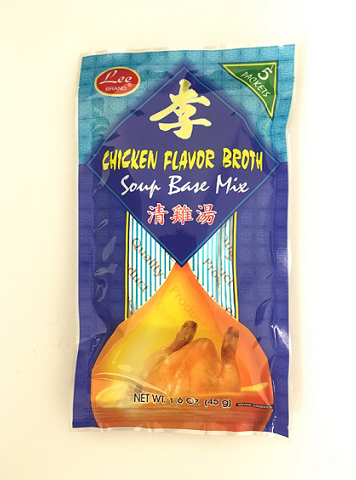 Lee
BRAND®
5
PACKETS
李
CHICKEN FLAVOR BROTH
Soup Base Mix
清雞湯
Quality
Product
NET WT. 1.6 OZ (45 g)